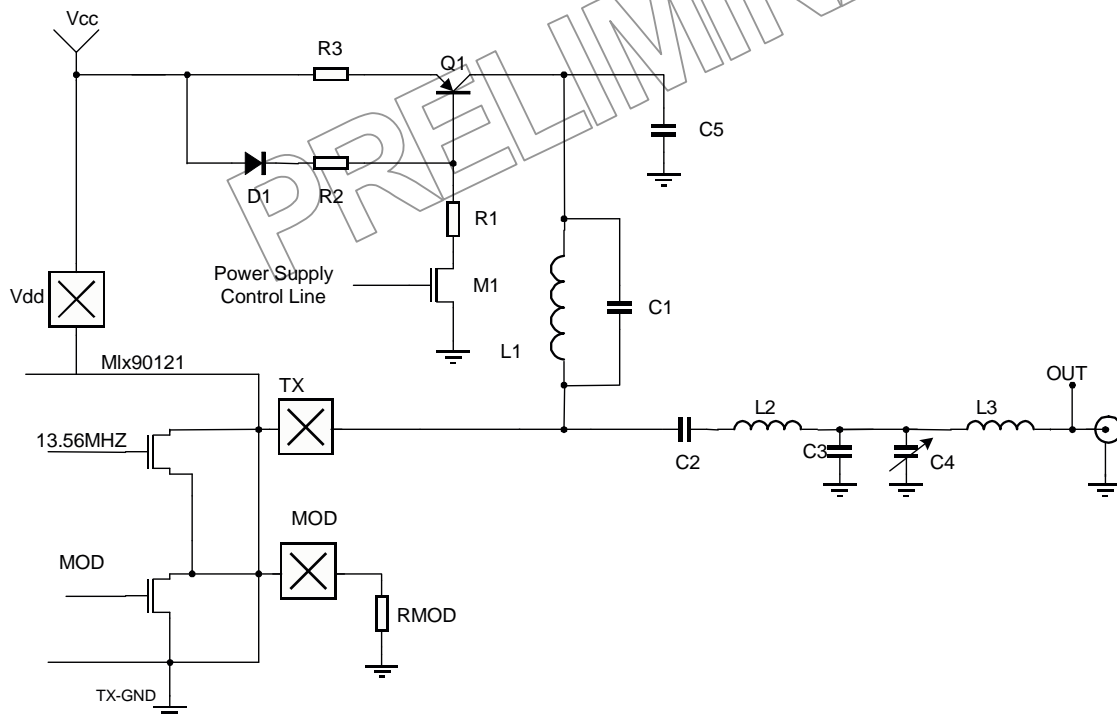 PRELIMIN
Vcc
R3
Q1
C5
D1
R2
R1
Power Supply
Control Line
M1
Vdd
C1
L1
Mlx90121
TX
OUT
L2
L3
13.56MHZ
C2
C3
C4
MOD
MOD
RMOD
TX-GND